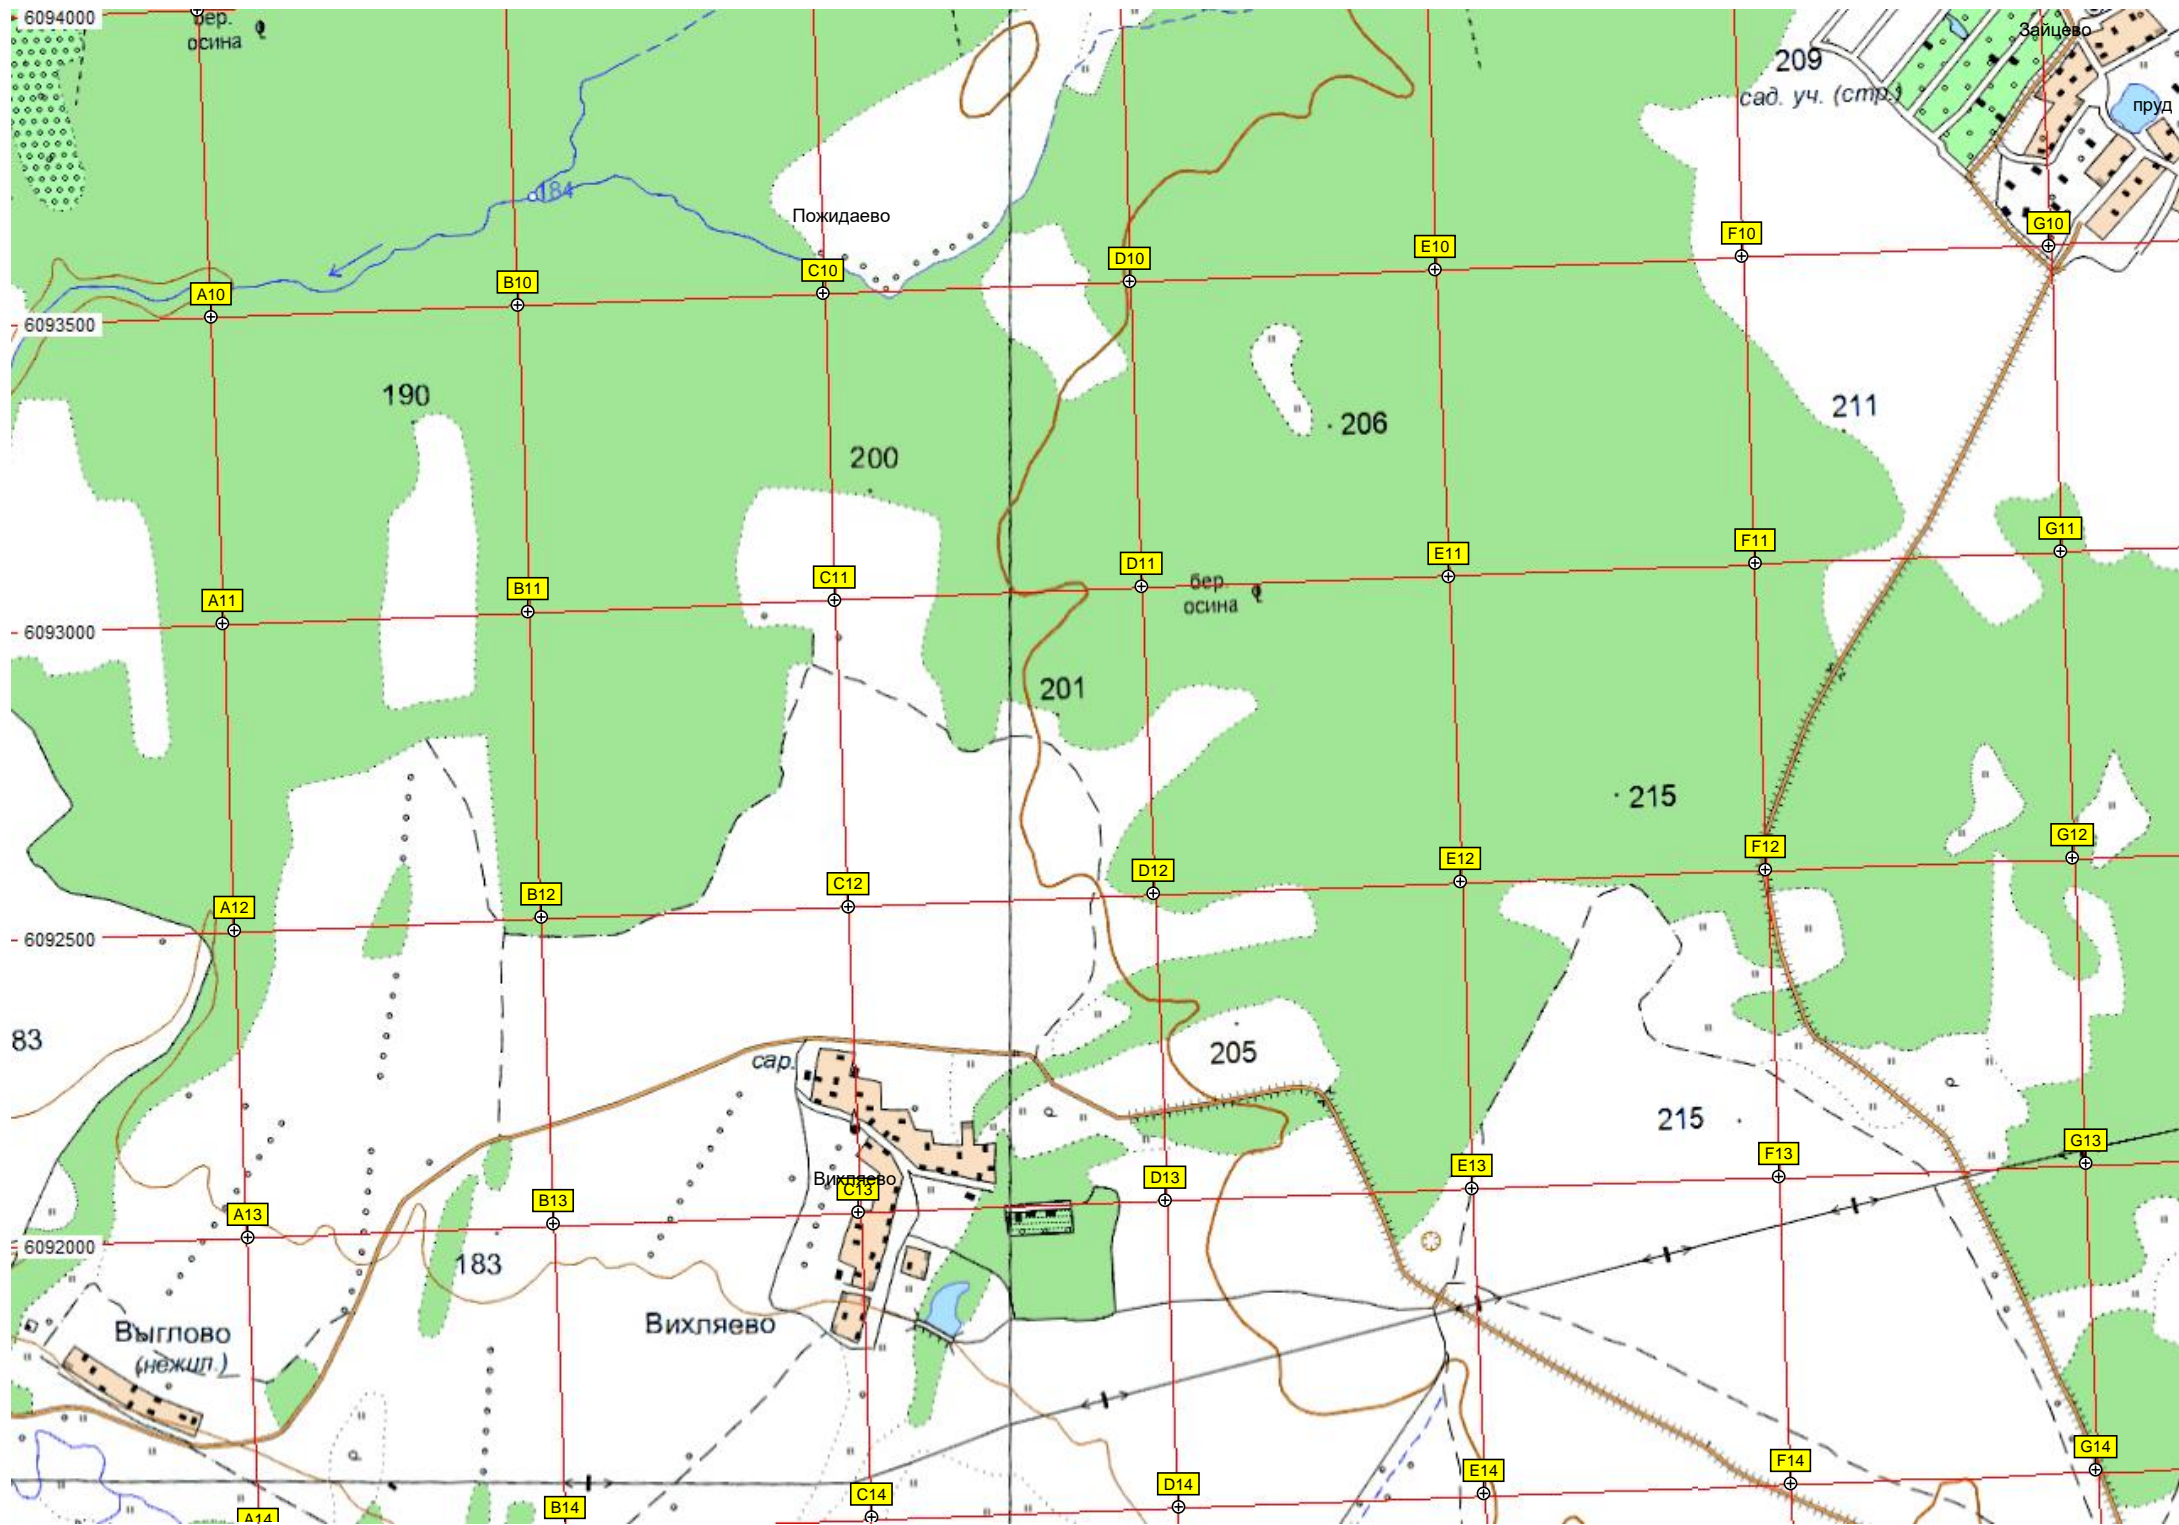 6094000
бер.
осина
Зайцево
209
сад. уч. (стр.)
пруд
184
Пожидаево
G10
F10
E10
D10
C10
B10
A10
6093500
190
211
206
200
G11
F11
E11
D11
бер.
осина
C11
B11
A11
6093000
201
215
G12
F12
E12
D12
C12
B12
A12
6092500
83
205
сар.
215
G13
F13
E13
D13
Вихляево
C13
B13
A13
6092000
183
Вихляево
Выглово
(нежил.)
G14
F14
E14
D14
C14
B14
A14